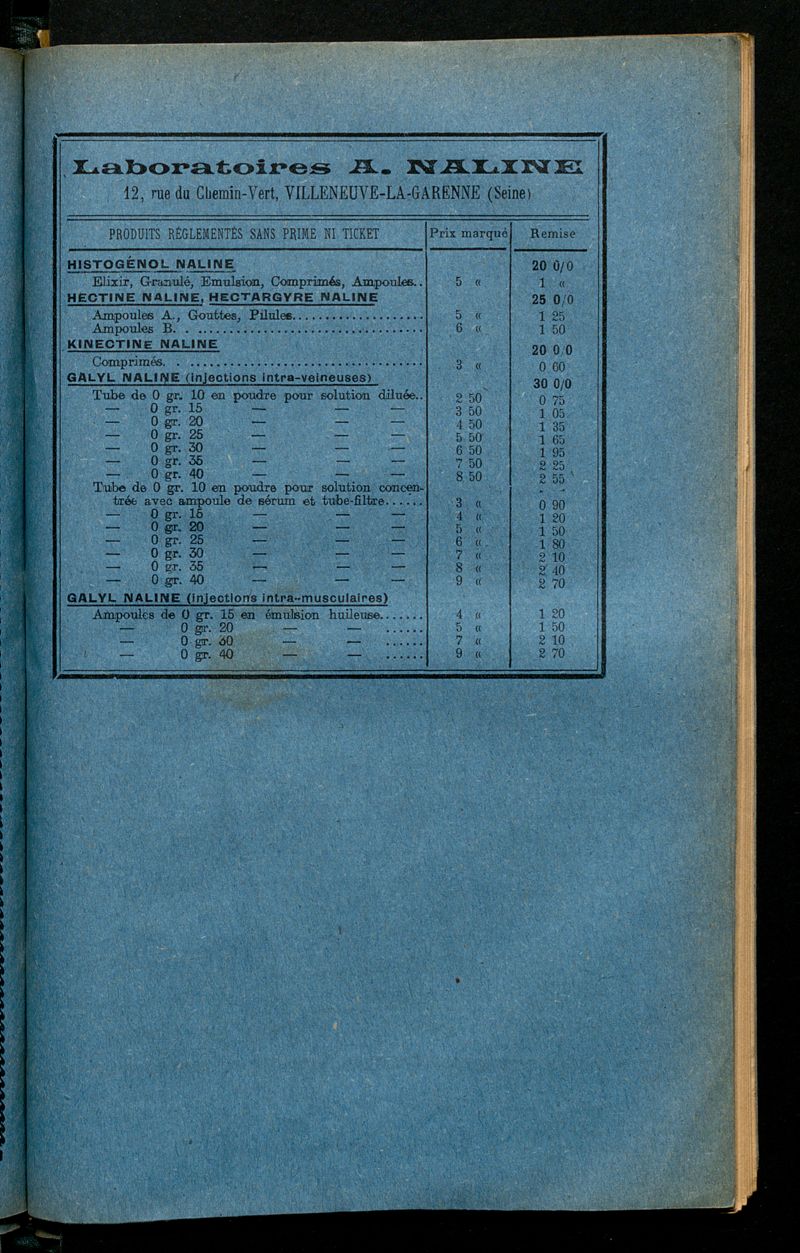 Laboratoires A. NALINE
12, rue du Chemin-Vert, VILLENEUVE-LA-GARENNE (Seine)
PRODUITS RÉGLEMENTÉS SANS PRIME NI TICKET Prix marqué Remise
HISTOGÉNOL NALINE 20 0/0
Elixir, Granulé, Emulsion, Comprimés, Ampoules.. 5 « 1 «
HECTINE NALINE, HECTARGYRE NALINE 25 0/0
Ampoules A., Gouttes, Pilules.................... 5 « 1 25
Ampoules B. ..................................... 6 « 1 50
KINECTINE NALINE 20 0/0
Comprimés. ..................................... 3 « 0 60
GALYL NALINE (injections intra-veineuses) 30 0/0
Tube de 0 gr. 10 en poudre pour solution diluée.. 2 50 0 75
— 0 gr. 15 — — — 3 50 1 05
— 0 gr. 20 — — — 4 50 1 35
— 0 gr. 25 — — — 5 50 1 65
— 0 gr. 30 — — — 6 50 1 95
— 0 gr. 35 — — — 7 50 2 25
— 0 gr. 40 — — — 8 50 2 55
Tube de 0 gr. 10 en poudre pour solution concen-
trée avec ampoule de sérum et tube-filtre...... 3 « 0 90
— 0 gr. 15 — — — 4 « 1 20
— 0 gr. 20 — — — 5 « 1 50
— 0 gr. 25 — — — 6 « 1 80
— 0 gr. 30 — — — 7 « 2 10
— 0 gr. 35 — — — 8 « 2 40
— 0 gr. 40 — — — 9 « 2 70
GALYL NALINE (injections intra-musculaires)
Ampoules de 0 gr. 15 en émulsion huileuse....... 4 « 1 20
— 0 gr. 20 — — ...... 5 « 1 50
— 0 gr. 30 — — ...... 7 « 2 10
— 0 gr. 40 — — ...... 9 « 2 70